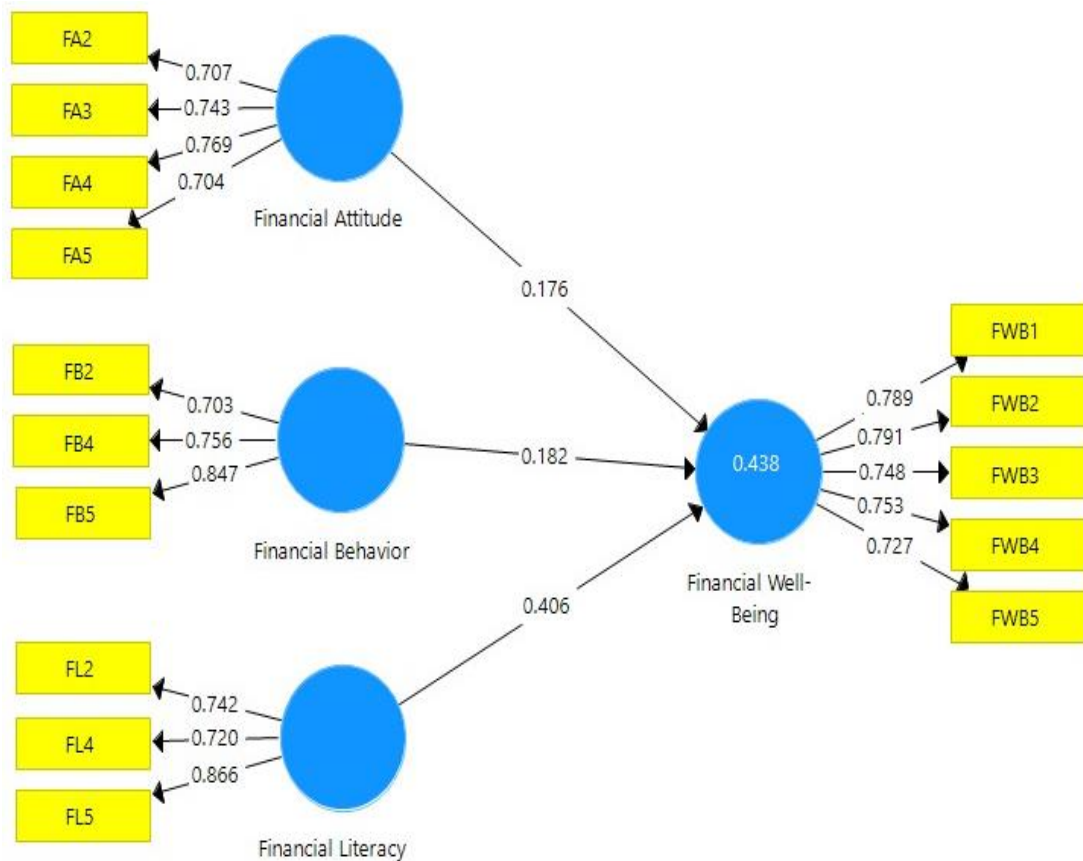 FA2
0.707
FA3
0.743
FA4
0.769
0.704
FA5
Financial Attitude
0.176
FB2
0.703
FB4
0.756
FB5
0.847
Financial Behavior
0.182
FL2
0.742
FL4
0.720
FL5
0.866
Financial Literacy
0.406
0.438
Financial Well-
Being
FWB1
0.789
FWB2
0.791
FWB3
0.748
FWB4
0.753
0.727
FWB5